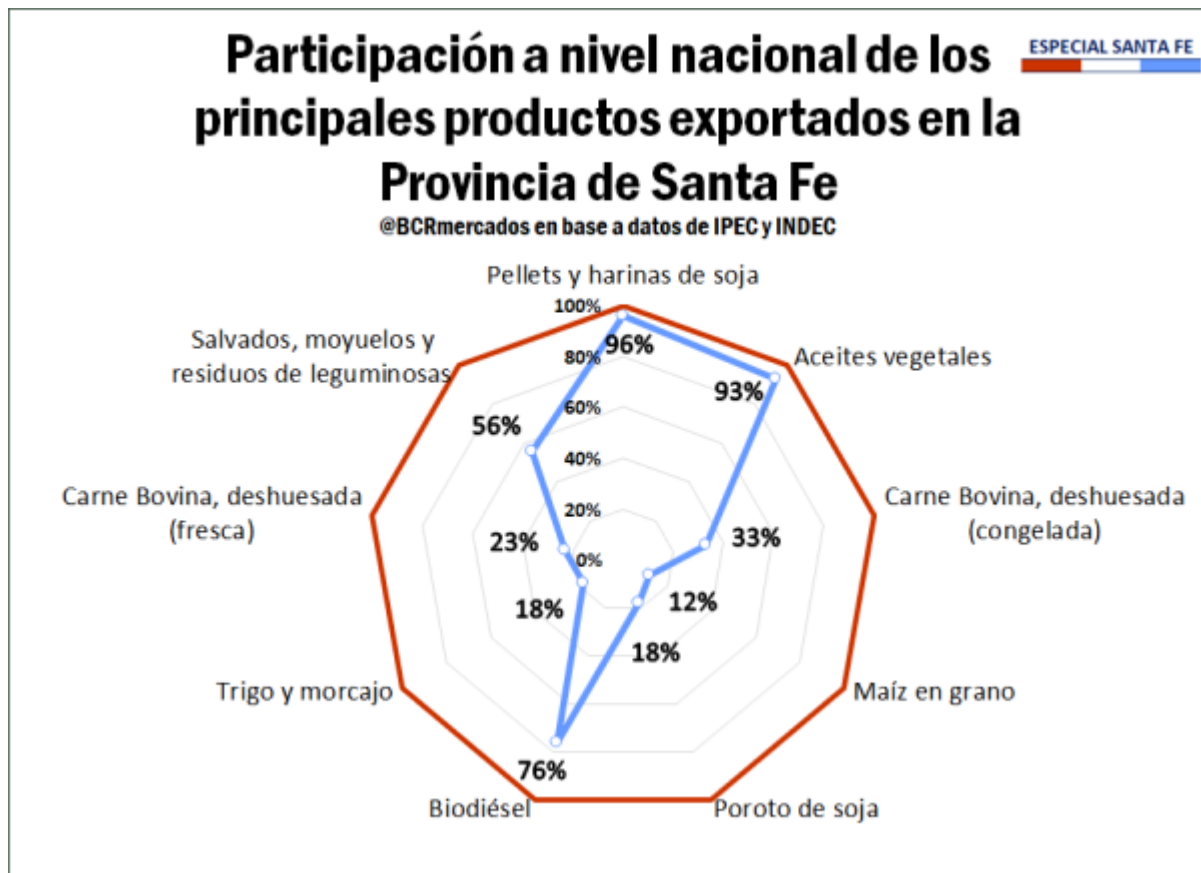 Participación a nivel nacional de los
principales productos exportados en la
Provincia de Santa Fe
ESPECIAL SANTA FE
@BCRmercados en base a datos de IPEC y INDEC
Pellets y harinas de soja
100%
80%
60%
40%
20%
0%
96%
Aceites vegetales
93%
Carne Bovina, deshuesada
(congelada)
33%
Maíz en grano
12%
Poroto de soja
18%
Biodiésel
76%
Trigo y morcajo
18%
Carne Bovina, deshuesada
(fresca)
23%
Salvados, moyuelos y
residuos de leguminosas
56%